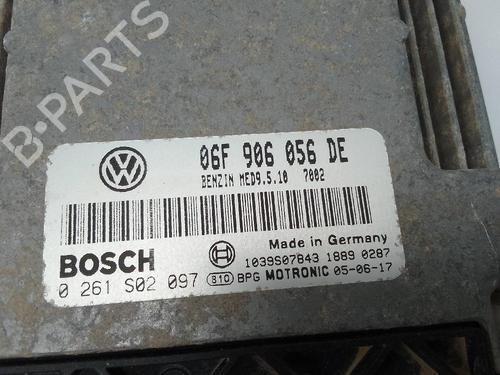 06F 906 056 DE
BENZIN MED9.5.10 7002
BOSCH
Made in Germany
1039S07843 1889 0287
0 261 S02 097 810 BPG MOTRONIC 05-06-17
B-PARTS